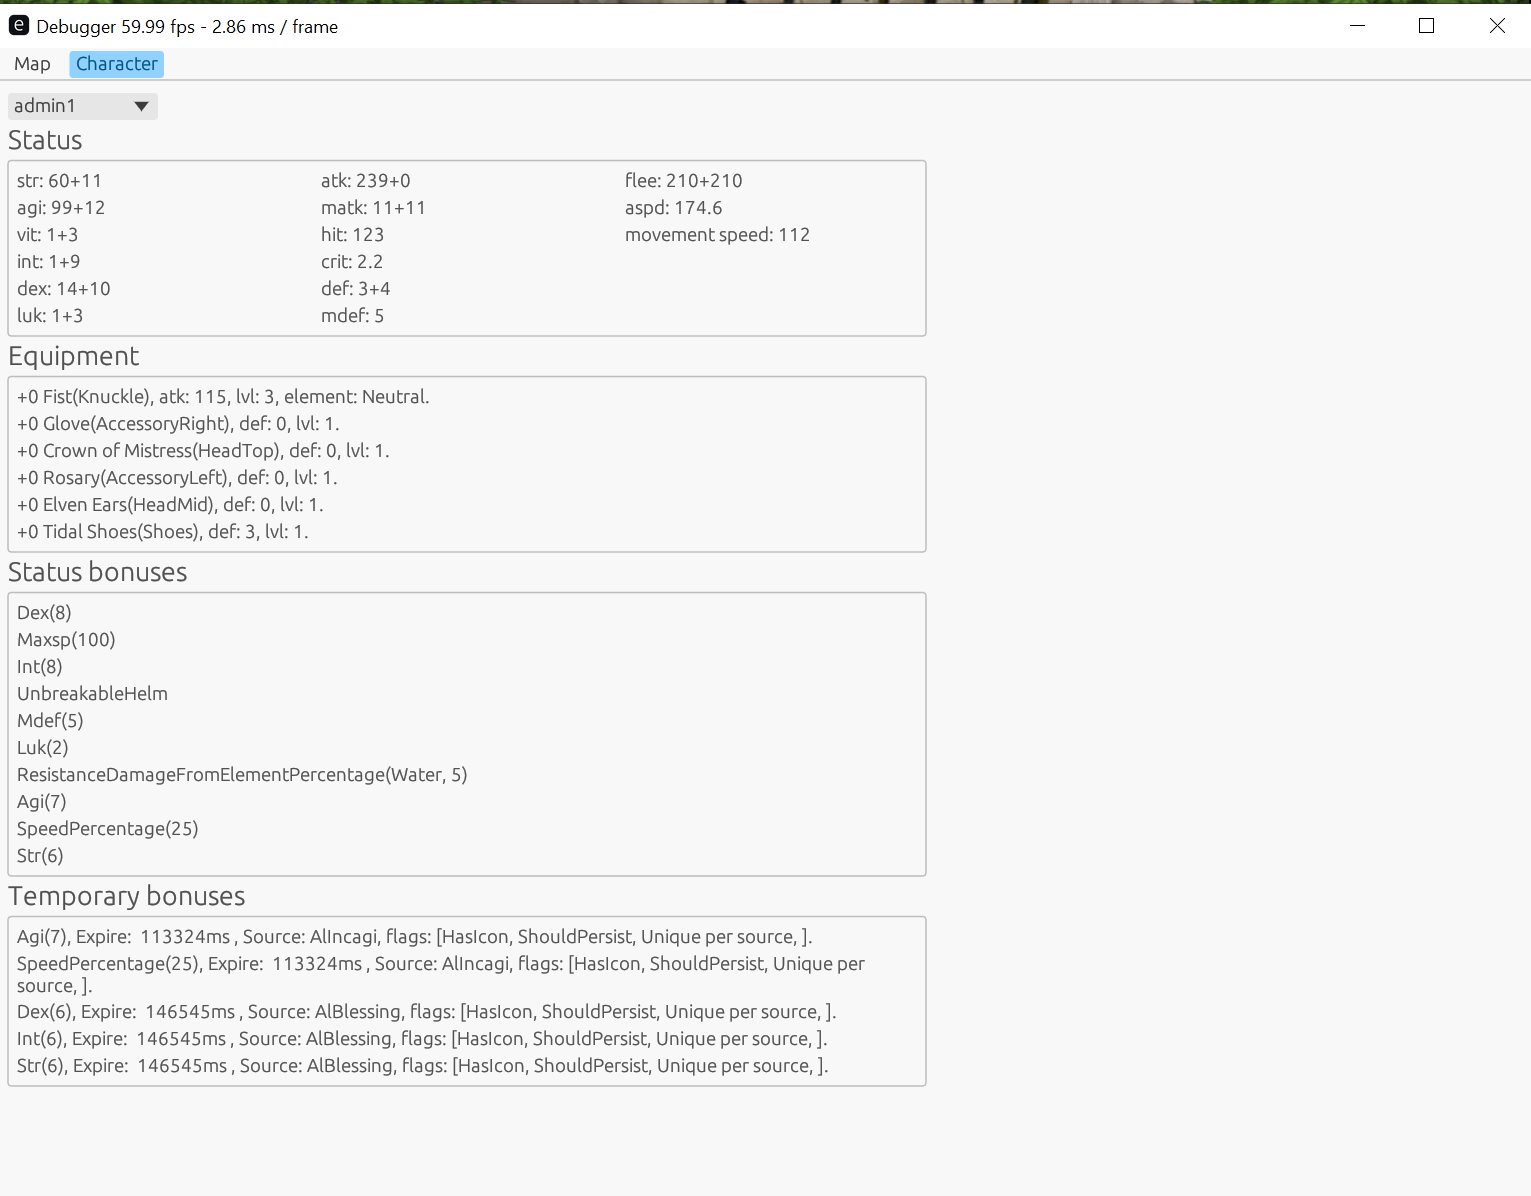 e Debugger 59.99 fps - 2.86 ms / frame
Map Character
admin1
Status
str: 60+11 atk: 239+0 flee: 210+210
agi: 99+12 matk: 11+11 aspd: 174.6
vit: 1+3 hit: 123 movement speed: 112
int: 1+9 crit: 2.2
dex: 14+10 def: 3+4
luk: 1+3 mdef: 5
Equipment
+0 Fist(Knuckle), atk: 115, lvl: 3, element: Neutral.
+0 Glove(AccessoryRight), def: 0, lvl: 1.
+0 Crown of Mistress(HeadTop), def: 0, lvl: 1.
+0 Rosary(AccessoryLeft), def: 0, lvl: 1.
+0 Elven Ears(HeadMid), def: 0, lvl: 1.
+0 Tidal Shoes(Shoes), def: 3, lvl: 1.
Status bonuses
Dex(8)
Maxsp(100)
Int(8)
UnbreakableHelm
Mdef(5)
Luk(2)
ResistanceDamageFromElementPercentage(Water, 5)
Agi(7)
SpeedPercentage(25)
Str(6)
Temporary bonuses
Agi(7), Expire:  113324ms , Source: AlIncagi, flags: [HasIcon, ShouldPersist, Unique per source, ].
SpeedPercentage(25), Expire:  113324ms , Source: AlIncagi, flags: [HasIcon, ShouldPersist, Unique per
source, ].
Dex(6), Expire:  146545ms , Source: AlBlessing, flags: [HasIcon, ShouldPersist, Unique per source, ].
Int(6), Expire:  146545ms , Source: AlBlessing, flags: [HasIcon, ShouldPersist, Unique per source, ].
Str(6), Expire:  146545ms , Source: AlBlessing, flags: [HasIcon, ShouldPersist, Unique per source, ].